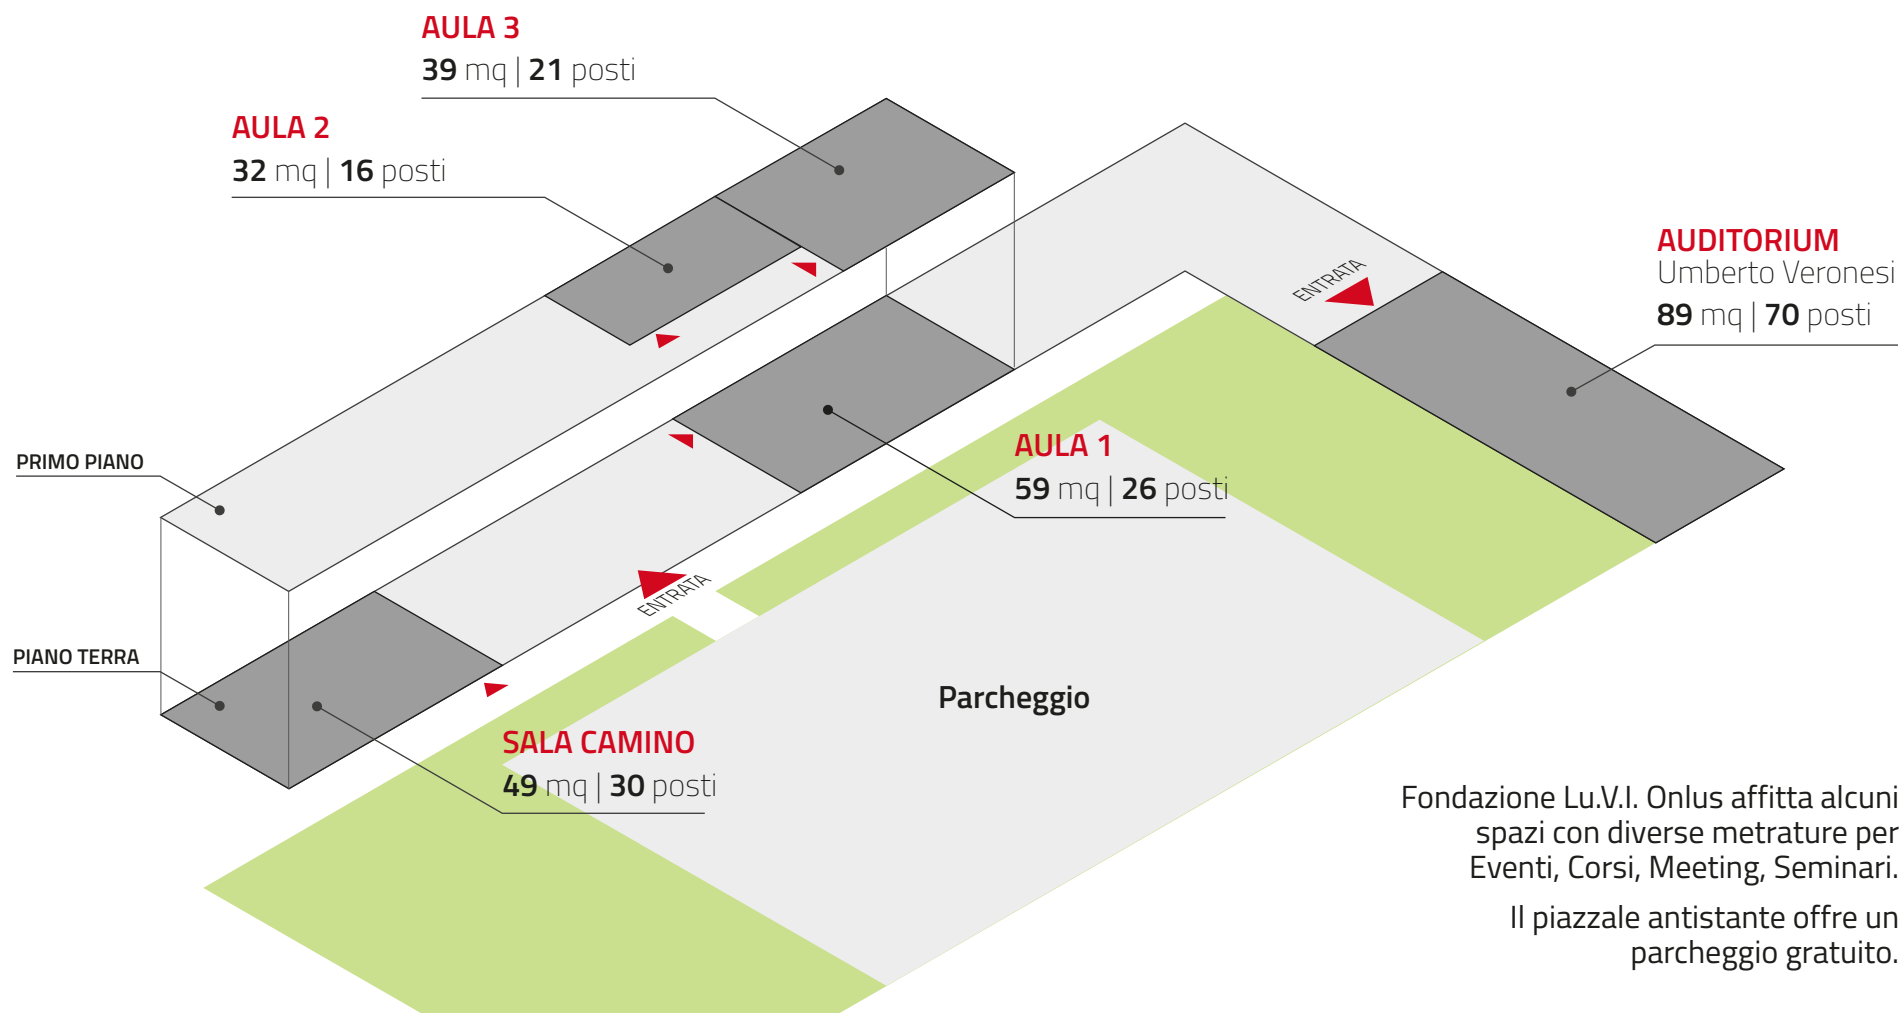 AULA 3
39 mq | 21 posti
AULA 2
32 mq | 16 posti
AUDITORIUM
Umberto Veronesi
89 mq | 70 posti
ENTRATA
PRIMO PIANO
AULA 1
59 mq | 26 posti
ENTRATA
PIANO TERRA
Parcheggio
SALA CAMINO
49 mq | 30 posti
Fondazione Lu.V.I. Onlus affitta alcuni
spazi con diverse metrature per
Eventi, Corsi, Meeting, Seminari.
Il piazzale antistante offre un
parcheggio gratuito.